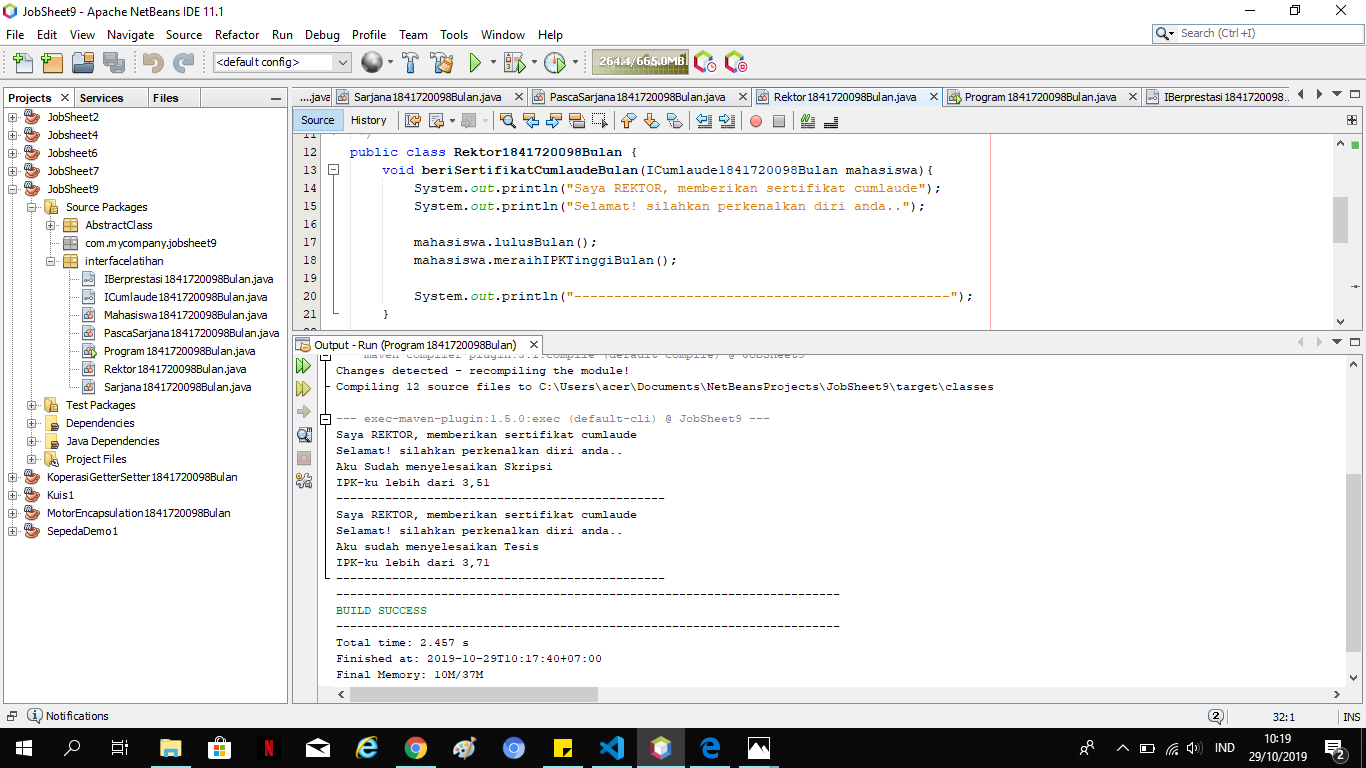 JobSheet9 - Apache NetBeans IDE 11.1
File Edit View Navigate Source Refactor Run Debug Profile Team Tools Window Help
Search (Ctrl+I)
<default config>
264.4/665.0MB
Projects Services Files
JobSheet2
Jobsheet4
Jobsheet6
JobSheet7
JobSheet9
Source Packages
AbstractClass
com.mycompany.jobsheet9
interfacelatihan
IBerprestasi1841720098Bulan.java
ICumlaude1841720098Bulan.java
Mahasiswa1841720098Bulan.java
PascaSarjana1841720098Bulan.java
Program1841720098Bulan.java
Rektor1841720098Bulan.java
Sarjana1841720098Bulan.java
Test Packages
Dependencies
Java Dependencies
Project Files
KoperasiGetterSetter1841720098Bulan
Kuis1
MotorEncapsulation1841720098Bulan
SepedaDemo1
....java Sarjana1841720098Bulan.java PascaSarjana1841720098Bulan.java Rektor1841720098Bulan.java Program1841720098Bulan.java IBerprestasi1841720098...
Source History
11 */
12 public class Rektor1841720098Bulan {
13 void beriSertifikatCumlaudeBulan(ICumlaude1841720098Bulan mahasiswa){
14 System.out.println("Saya REKTOR, memberikan sertifikat cumlaude");
15 System.out.println("Selamat! silahkan perkenalkan diri anda..");
16
17 mahasiswa.lulusBulan();
18 mahasiswa.meraihIPKTinggiBulan();
19
20 System.out.println("-----------------------------------------------");
21 }
Output - Run (Program1841720098Bulan)
maven-compiler-plugin:3.1:compile (default-compile) @ JobSheet9
Changes detected - recompiling the module!
Compiling 12 source files to C:\Users\acer\Documents\NetBeansProjects\JobSheet9\target\classes
--- exec-maven-plugin:1.5.0:exec (default-cli) @ JobSheet9 ---
Saya REKTOR, memberikan sertifikat cumlaude
Selamat! silahkan perkenalkan diri anda..
Aku Sudah menyelesaikan Skripsi
IPK-ku lebih dari 3,51
-----------------------------------------------
Saya REKTOR, memberikan sertifikat cumlaude
Selamat! silahkan perkenalkan diri anda..
Aku sudah menyelesaikan Tesis
IPK-ku lebih dari 3,71
-----------------------------------------------
------------------------------------------------------------------------
BUILD SUCCESS
------------------------------------------------------------------------
Total time: 2.457 s
Finished at: 2019-10-29T10:17:40+07:00
Final Memory: 10M/37M
Notifications
2
32:1 INS
IND
10:19
29/10/2019
2